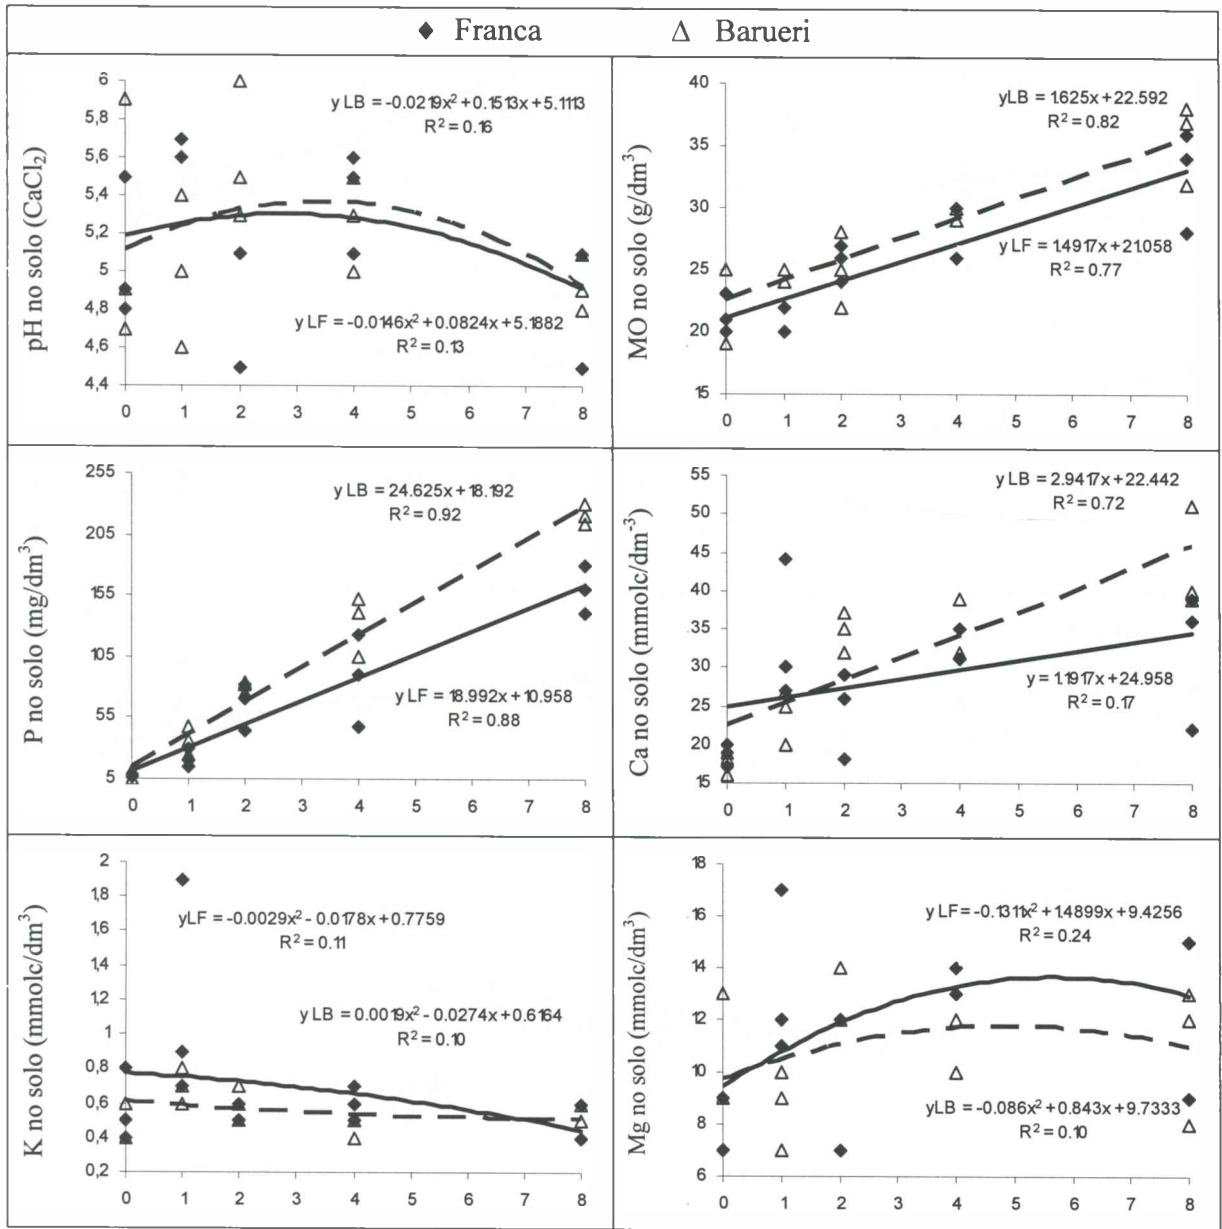 ◆ Franca △ Barueri
pH no solo (CaCl₂)
6
5,8
5,6
5,4
5,2
5
4,8
4,6
4,4
y LB = -0.0219x² + 0.1513x + 5.1113
R² = 0.16
y LF = -0.0146x² + 0.0824x + 5.1882
R² = 0.13
0 1 2 3 4 5 6 7 8
MO no solo (g/dm³)
40
35
30
25
20
15
yLB = 1.625x + 22.592
R² = 0.82
y LF = 1.4917x + 21.058
R² = 0.77
0 1 2 3 4 5 6 7 8
P no solo (mg/dm³)
255
205
155
105
55
5
y LB = 24.625x + 18.192
R² = 0.92
y LF = 18.992x + 10.958
R² = 0.88
0 1 2 3 4 5 6 7 8
Ca no solo (mmolc/dm⁻³)
55
50
45
40
35
30
25
20
15
y LB = 2.9417x + 22.442
R² = 0.72
y = 1.1917x + 24.958
R² = 0.17
0 1 2 3 4 5 6 7 8
K no solo (mmolc/dm³)
2
1,8
1,6
1,4
1,2
1
0,8
0,6
0,4
0,2
yLF = -0.0029x² - 0.0178x + 0.7759
R² = 0.11
y LB = 0.0019x² - 0.0274x + 0.6164
R² = 0.10
0 1 2 3 4 5 6 7 8
Mg no solo (mmolc/dm³)
18
16
14
12
10
8
6
y LF = -0.1311x² + 1.4899x + 9.4256
R² = 0.24
yLB = -0.086x² + 0.843x + 9.7333
R² = 0.10
0 1 2 3 4 5 6 7 8